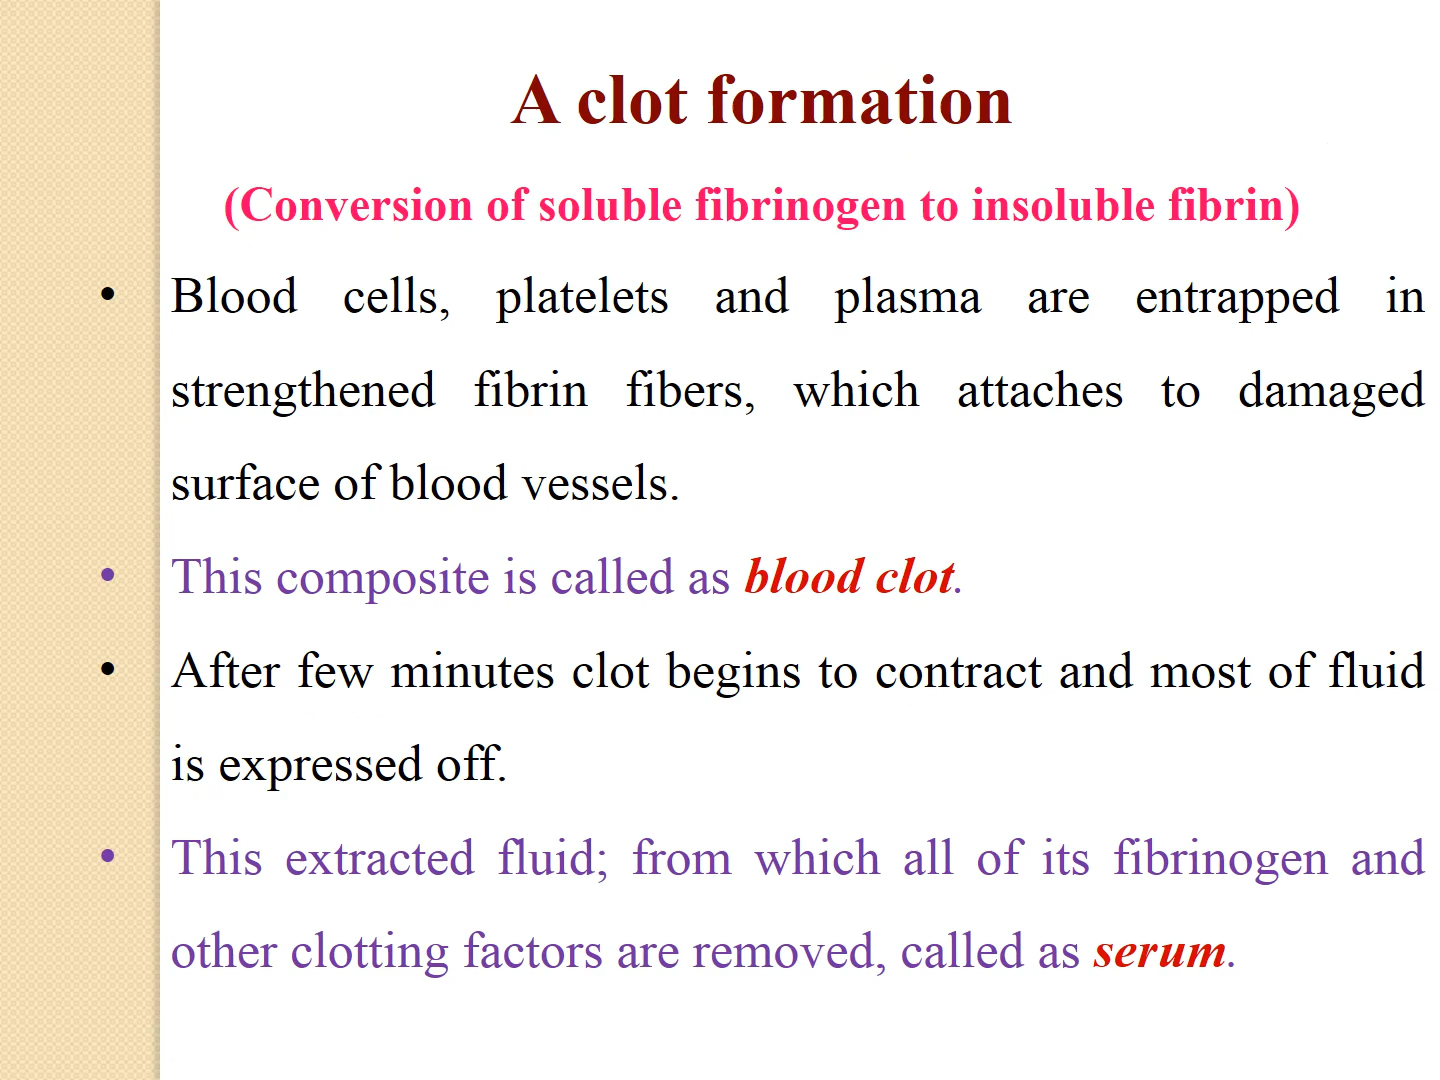 A clot formation
(Conversion of soluble fibrinogen to insoluble fibrin)
• Blood cells, platelets and plasma are entrapped in
strengthened fibrin fibers, which attaches to damaged
surface of blood vessels.
• This composite is called as blood clot.
• After few minutes clot begins to contract and most of fluid
is expressed off.
• This extracted fluid; from which all of its fibrinogen and
other clotting factors are removed, called as serum.